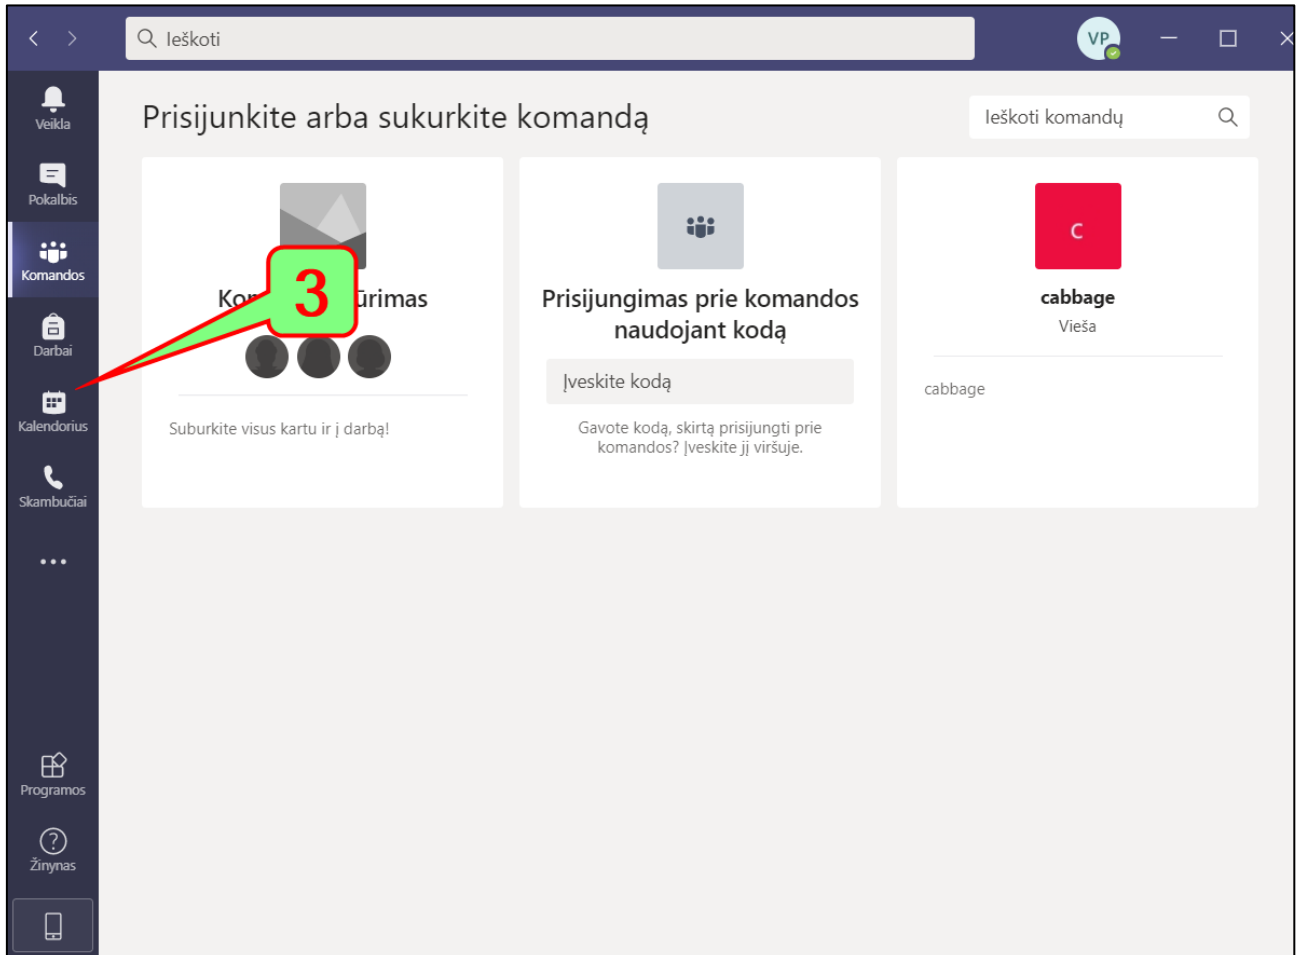 Ieškoti
VP
Veikla
Pokalbis
Komandos
Darbai
Kalendorius
Skambučiai
Programos
Žinynas
Prisijunkite arba sukurkite komandą
Ieškoti komandų
3
Suburkite visus kartu ir į darbą!
Prisijungimas prie komandos
naudojant kodą
Įveskite kodą
Gavote kodą, skirtą prisijungti prie
komandos? Įveskite jį viršuje.
C
cabbage
Vieša
cabbage